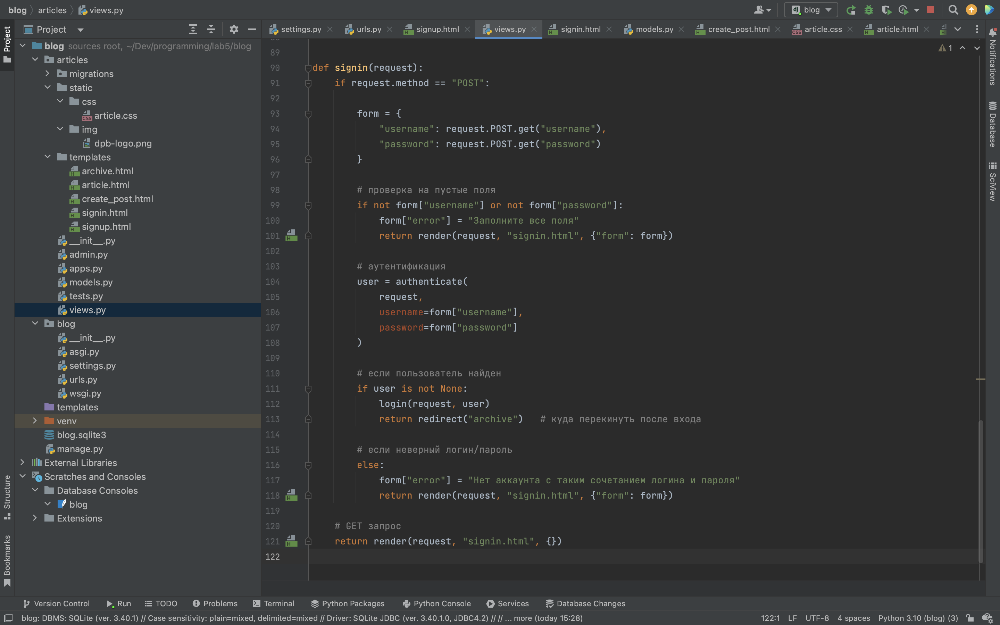 blog articles views.py
blog
Project
settings.py urls.py signup.html views.py signin.html models.py create_post.html article.css article.html
Project
Structure
Bookmarks
blog sources root, ~/Dev/programming/lab5/blog
articles
migrations
static
css
article.css
img
dpb-logo.png
templates
archive.html
article.html
create_post.html
signin.html
signup.html
__init__.py
admin.py
apps.py
models.py
tests.py
views.py
blog
__init__.py
asgi.py
settings.py
urls.py
wsgi.py
templates
venv
blog.sqlite3
manage.py
External Libraries
Scratches and Consoles
Database Consoles
blog
Extensions
1
89
90 def signin(request):
91 if request.method == "POST":
92
93 form = {
94 "username": request.POST.get("username"),
95 "password": request.POST.get("password")
96 }
97
98 # проверка на пустые поля
99 if not form["username"] or not form["password"]:
100 form["error"] = "Заполните все поля"
101 return render(request, "signin.html", {"form": form})
102
103 # аутентификация
104 user = authenticate(
105 request,
106 username=form["username"],
107 password=form["password"]
108 )
109
110 # если пользователь найден
111 if user is not None:
112 login(request, user)
113 return redirect("archive") # куда перекинуть после входа
114
115 # если неверный логин/пароль
116 else:
117 form["error"] = "Нет аккаунта с таким сочетанием логина и пароля"
118 return render(request, "signin.html", {"form": form})
119
120 # GET запрос
121 return render(request, "signin.html", {})
122
Notifications
Database
SciView
Version Control Run TODO Problems Terminal Python Packages Python Console Services Database Changes
blog: DBMS: SQLite (ver. 3.40.1) // Case sensitivity: plain=mixed, delimited=mixed // Driver: SQLite JDBC (ver. 3.40.1.0, JDBC4.2) // // ... more (today 15:28) 122:1 LF UTF-8 4 spaces Python 3.10 (blog) (3)